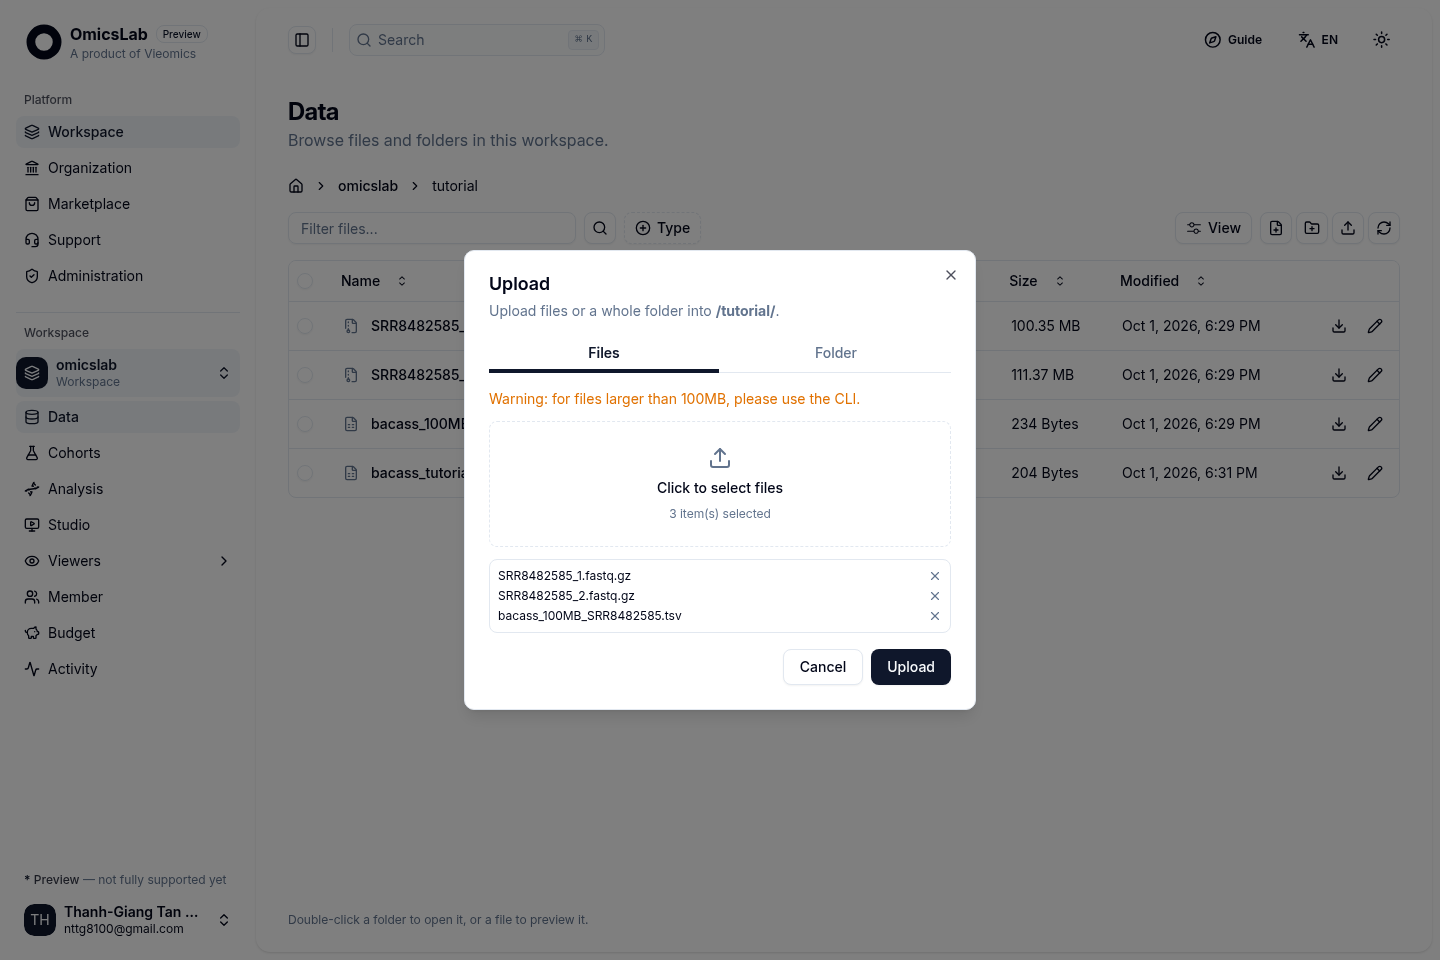 OmicsLab Preview
A product of Vieomics
Search ⌘ K
Guide
EN
Platform
Workspace
Organization
Marketplace
Support
Administration
Workspace
omicslab
Workspace
Data
Cohorts
Analysis
Studio
Viewers
Member
Budget
Activity
* Preview — not fully supported yet
TH
Thanh-Giang Tan ...
nttg8100@gmail.com
Data
Browse files and folders in this workspace.
omicslab > tutorial
Filter files...
Type
View
Name Size Modified
SRR8482585_ 100.35 MB Oct 1, 2026, 6:29 PM
SRR8482585_ 111.37 MB Oct 1, 2026, 6:29 PM
bacass_100M 234 Bytes Oct 1, 2026, 6:29 PM
bacass_tutoria 204 Bytes Oct 1, 2026, 6:31 PM
Upload
Upload files or a whole folder into /tutorial/.
Files Folder
Warning: for files larger than 100MB, please use the CLI.
Click to select files
3 item(s) selected
SRR8482585_1.fastq.gz
SRR8482585_2.fastq.gz
bacass_100MB_SRR8482585.tsv
Cancel Upload
Double-click a folder to open it, or a file to preview it.